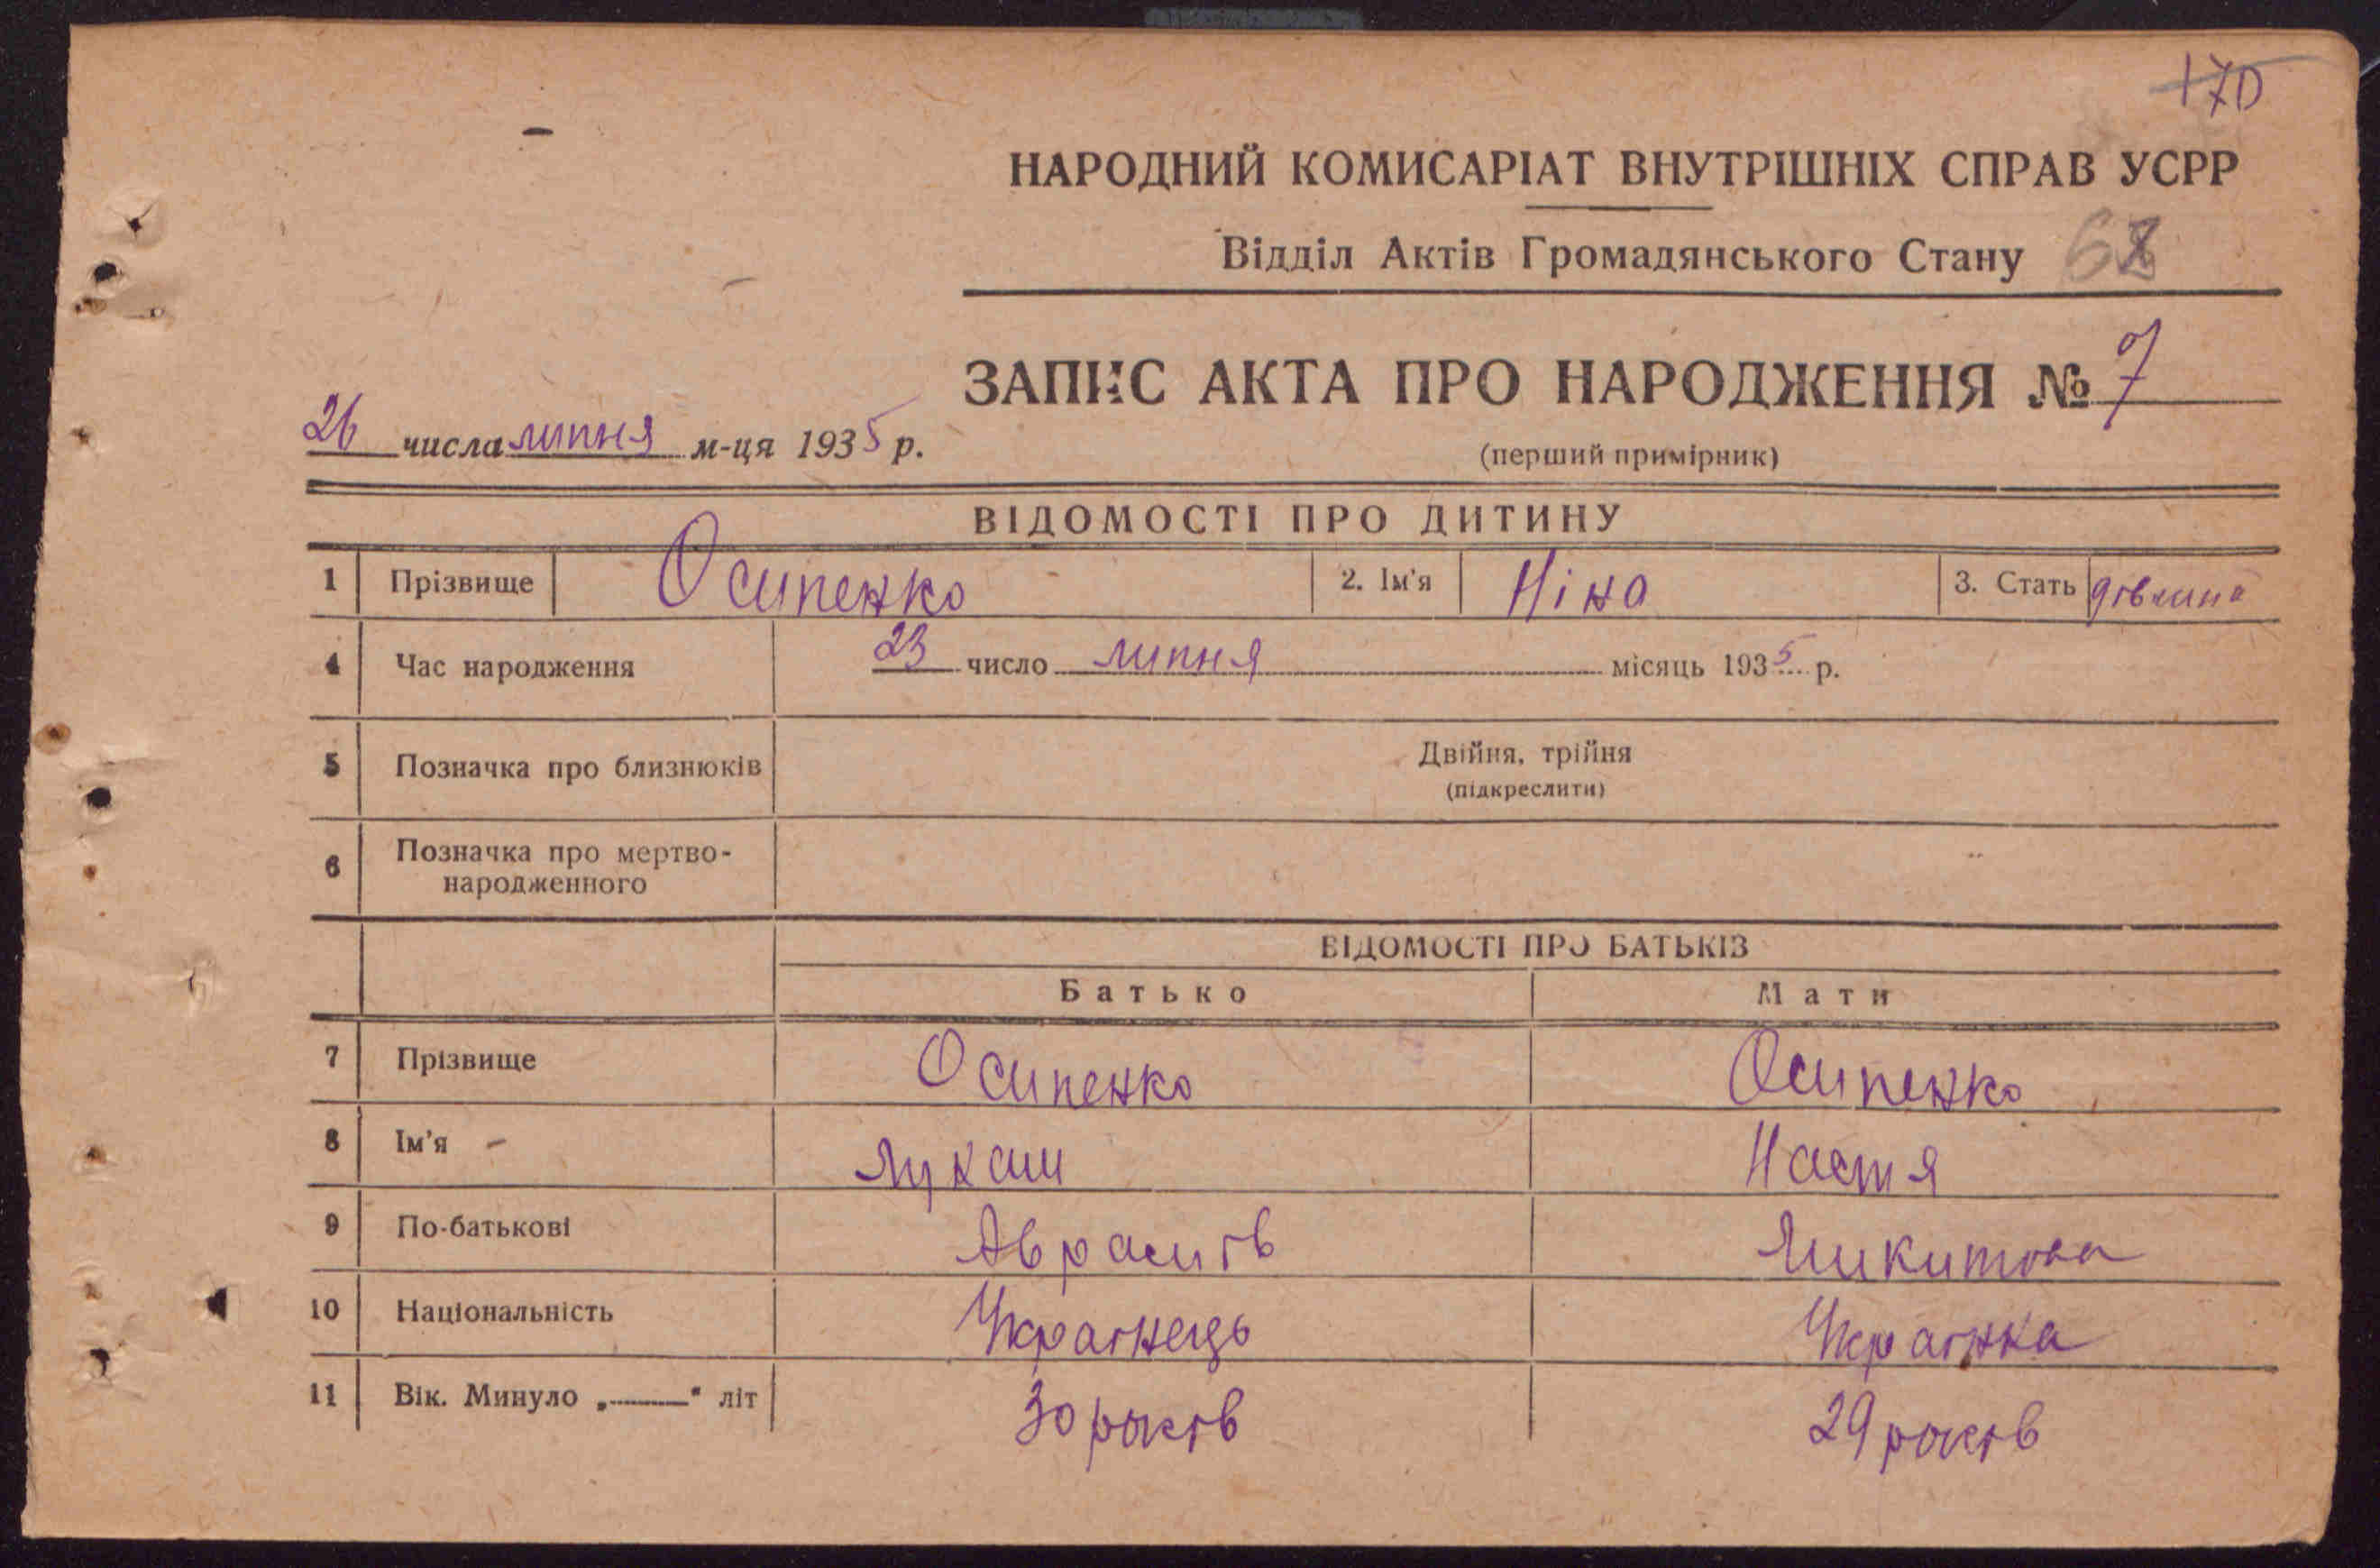 170
НАРОДНИЙ КОМИСАРІАТ ВНУТРІШНІХ СПРАВ УСРР
Відділ Актів Громадянського Стану
ЗАПИС АКТА ПРО НАРОДЖЕННЯ № 7
26 числа липня м-ця 1935 р.
(перший примірник)
ВІДОМОСТІ ПРО ДИТИНУ
1 Прізвище Осипенко 2. Ім'я Ніна 3. Стать
4 Час народження 23 число липня місяць 1935 р.
5 Позначка про близнюків Двійня, трійня
(підкреслити)
6 Позначка про мертво-
народженного
ВІДОМОСТІ ПРО БАТЬКІВ
Батько Мати
7 Прізвище Осипенко Осипенко
8 Ім'я Лукаш Настя
9 По-батькові Микитова
10 Національність Українець Українка
11 Вік. Минуло „ “ літ 30 років 29 років